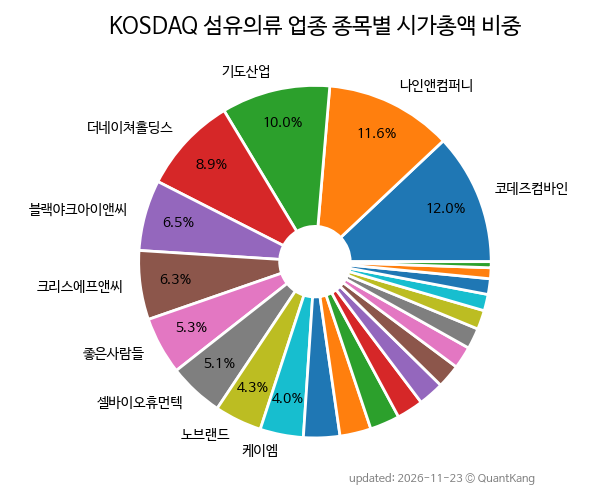 KOSDAQ 섬유의류 업종 종목별 시가총액 비중
기도산업
나인앤컴퍼니
더네이쳐홀딩스
코데즈컴바인
블랙야크아이앤씨
크리스에프앤씨
좋은사람들
셀바이오휴먼텍
노브랜드
케이엠
10.0%
11.6%
8.9%
12.0%
6.5%
6.3%
5.3%
5.1%
4.3%
4.0%
updated: 2026-11-23 © QuantKang